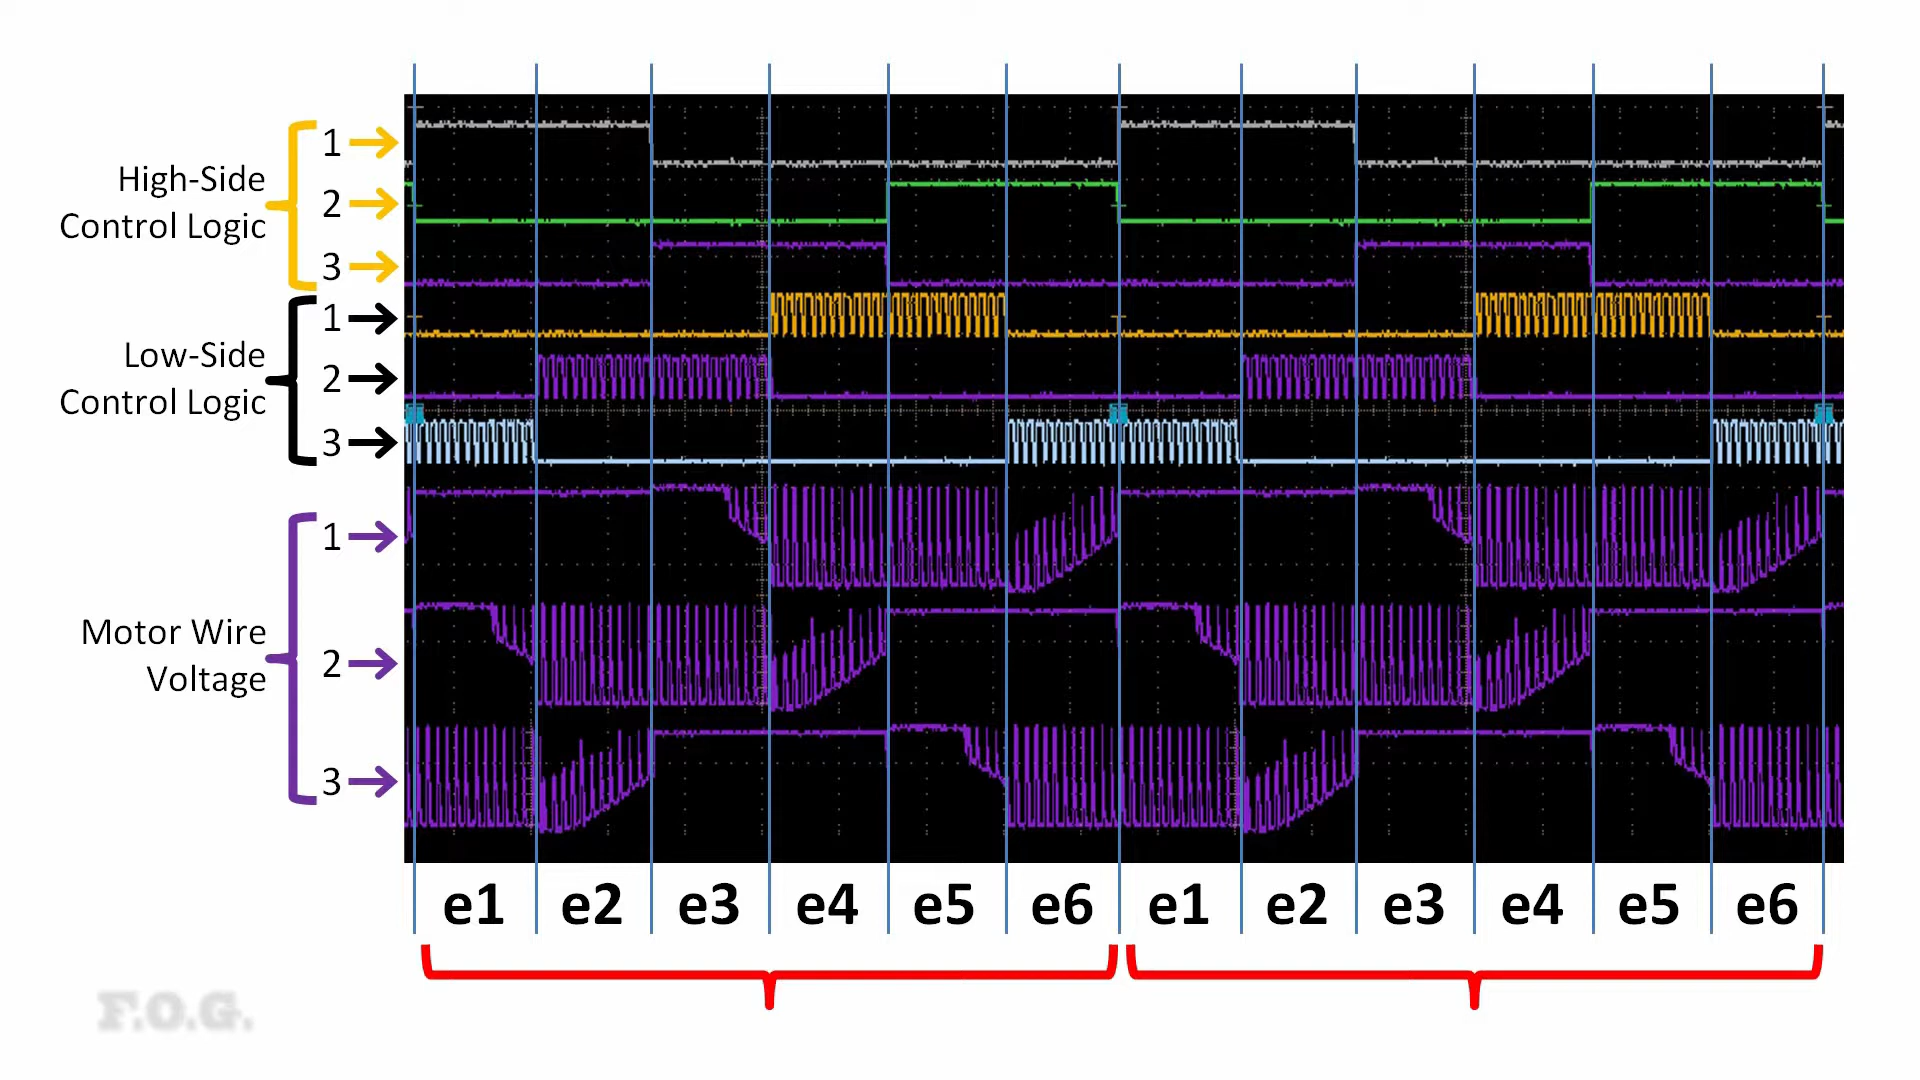 High-Side
Control Logic
1
2
3
Low-Side
Control Logic
1
2
3
Motor Wire
Voltage
1
2
3
e1 e2 e3 e4 e5 e6 e1 e2 e3 e4 e5 e6
F.O.G.